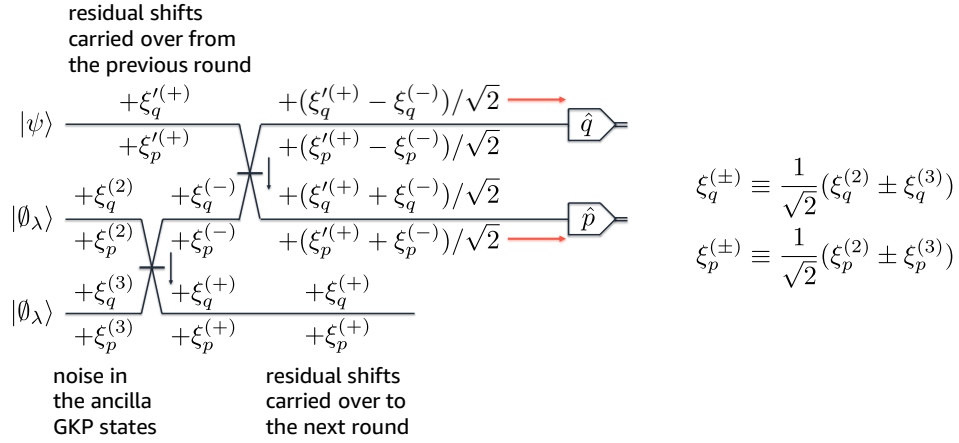 residual shifts
carried over from
the previous round
|ψ⟩
+ξ′_q^{(+)}
+ξ′_p^{(+)}
+(ξ′_q^{(+)} − ξ_q^{(−)})/√2
+(ξ′_p^{(+)} − ξ_p^{(−)})/√2
q̂
|∅_λ⟩
+ξ_q^{(2)}
+ξ_p^{(2)}
+ξ_q^{(−)}
+ξ_p^{(−)}
+(ξ′_q^{(+)} + ξ_q^{(−)})/√2
+(ξ′_p^{(+)} + ξ_p^{(−)})/√2
p̂
|∅_λ⟩
+ξ_q^{(3)}
+ξ_p^{(3)}
+ξ_q^{(+)}
+ξ_p^{(+)}
+ξ_q^{(+)}
+ξ_p^{(+)}
noise in
the ancilla
GKP states
residual shifts
carried over to
the next round
ξ_q^{(±)} ≡ 1/√2 (ξ_q^{(2)} ± ξ_q^{(3)})
ξ_p^{(±)} ≡ 1/√2 (ξ_p^{(2)} ± ξ_p^{(3)})